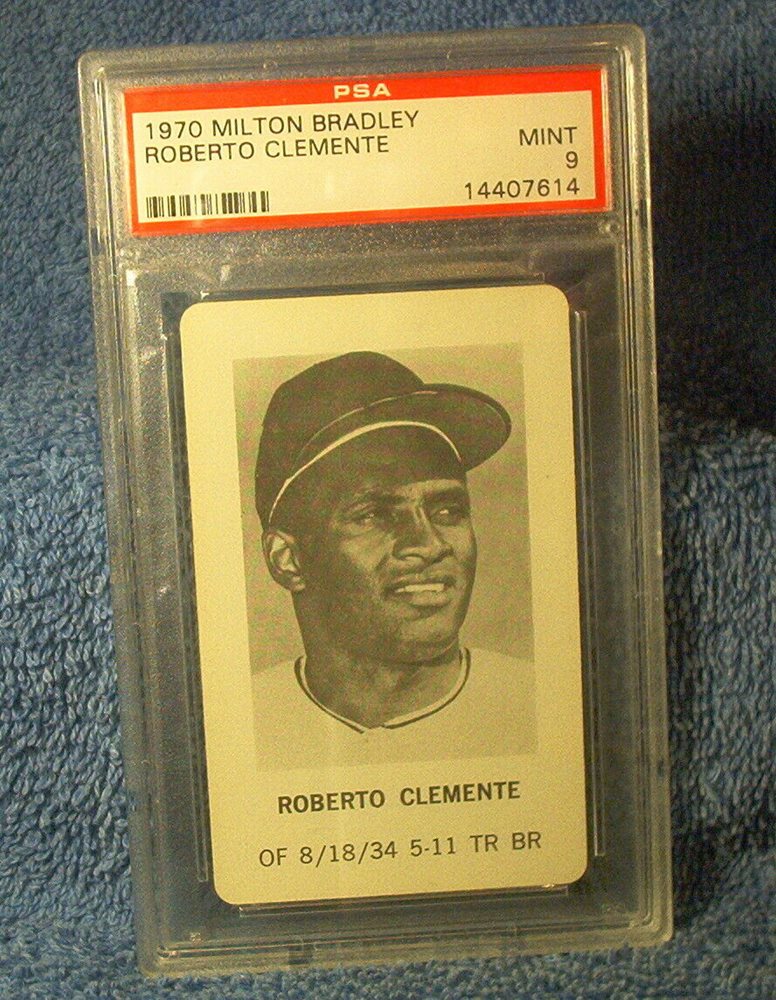 PSA
1970 MILTON BRADLEY
ROBERTO CLEMENTE
MINT
9
14407614
ROBERTO CLEMENTE
OF 8/18/34 5-11 TR BR